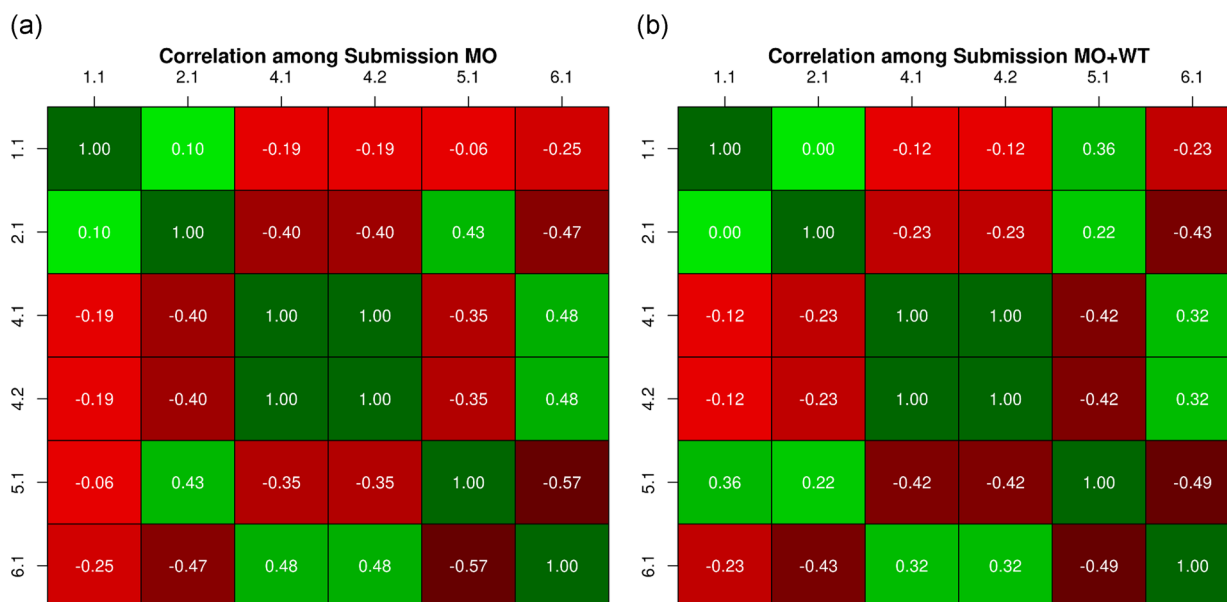 (a)
Correlation among Submission MO
1.1 2.1 4.1 4.2 5.1 6.1
1.1 1.00 0.10 -0.19 -0.19 -0.06 -0.25
2.1 0.10 1.00 -0.40 -0.40 0.43 -0.47
4.1 -0.19 -0.40 1.00 1.00 -0.35 0.48
4.2 -0.19 -0.40 1.00 1.00 -0.35 0.48
5.1 -0.06 0.43 -0.35 -0.35 1.00 -0.57
6.1 -0.25 -0.47 0.48 0.48 -0.57 1.00
(b)
Correlation among Submission MO+WT
1.1 2.1 4.1 4.2 5.1 6.1
1.1 1.00 0.00 -0.12 -0.12 0.36 -0.23
2.1 0.00 1.00 -0.23 -0.23 0.22 -0.43
4.1 -0.12 -0.23 1.00 1.00 -0.42 0.32
4.2 -0.12 -0.23 1.00 1.00 -0.42 0.32
5.1 0.36 0.22 -0.42 -0.42 1.00 -0.49
6.1 -0.23 -0.43 0.32 0.32 -0.49 1.00